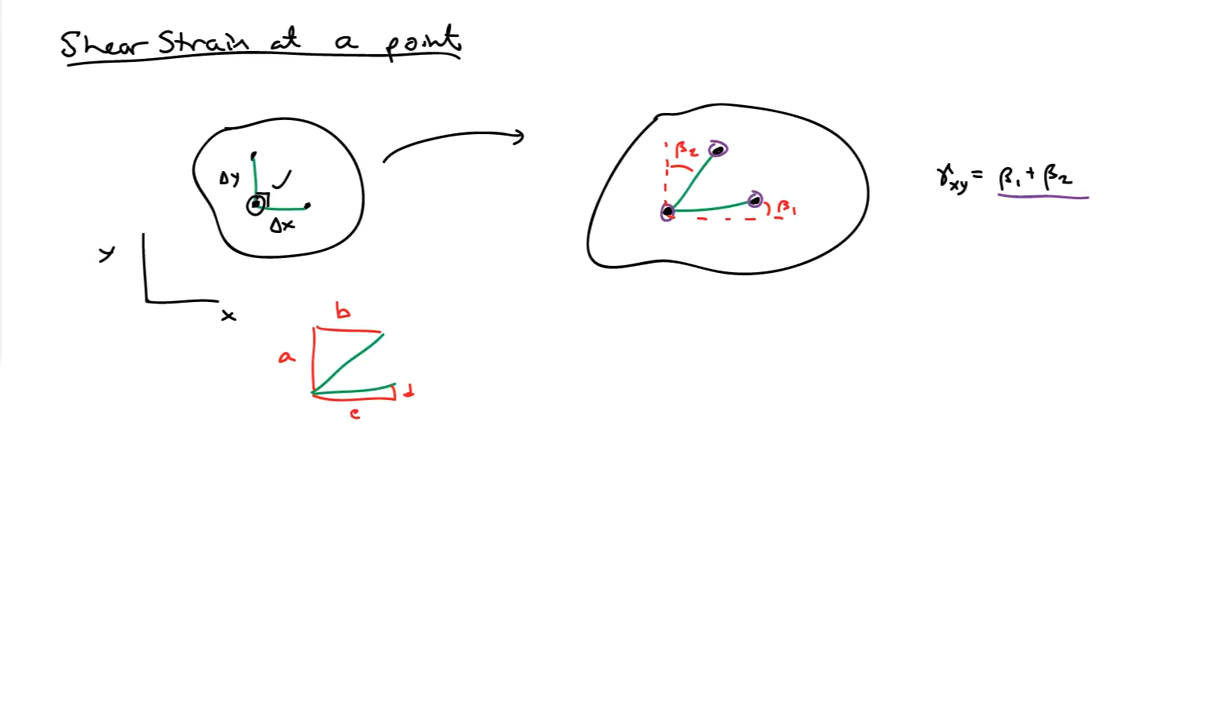 Shear Strain at a point
Δy
Δx
y
x
β₂
β₁
γxy = β₁ + β₂
b
a
d
c